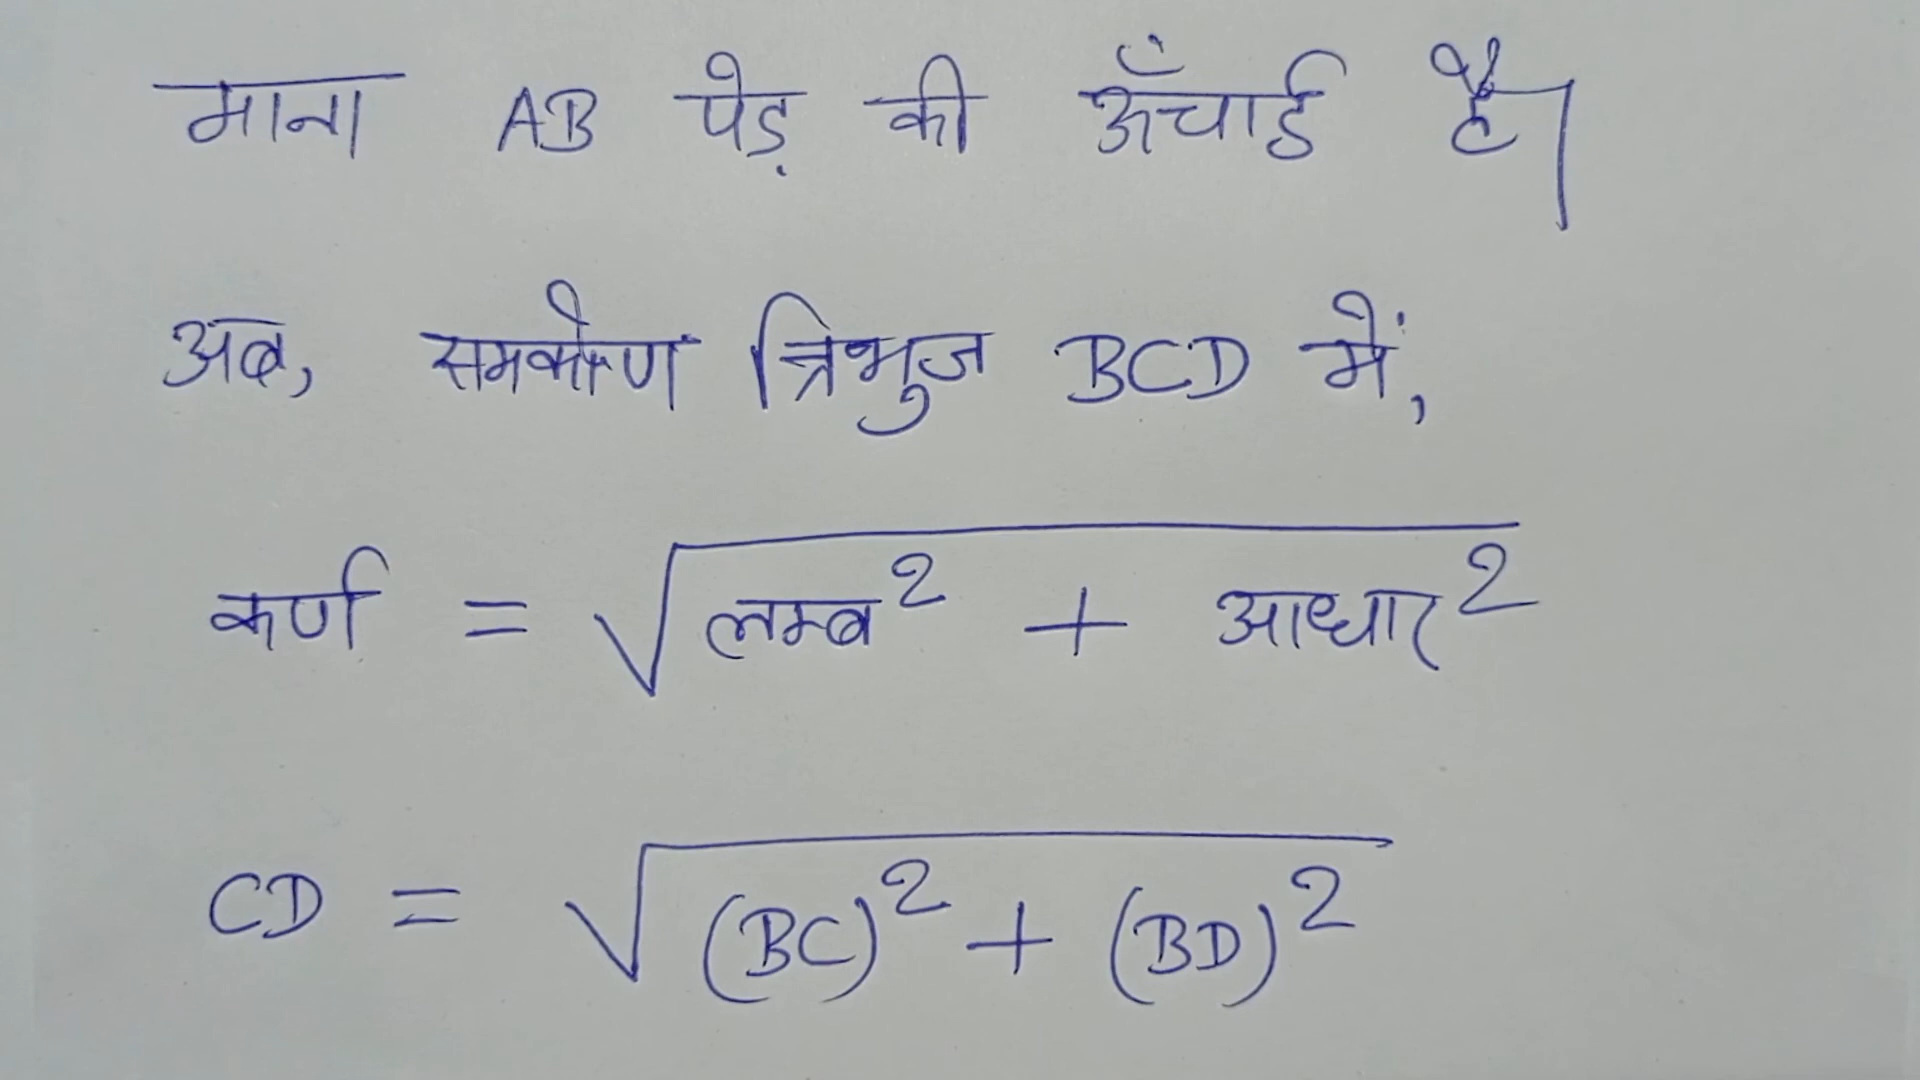 माना AB पेड़ की ऊँचाई है।
अब, समकोण त्रिभुज BCD में,
कर्ण = √लम्ब² + आधार²
CD = √(BC)² + (BD)²